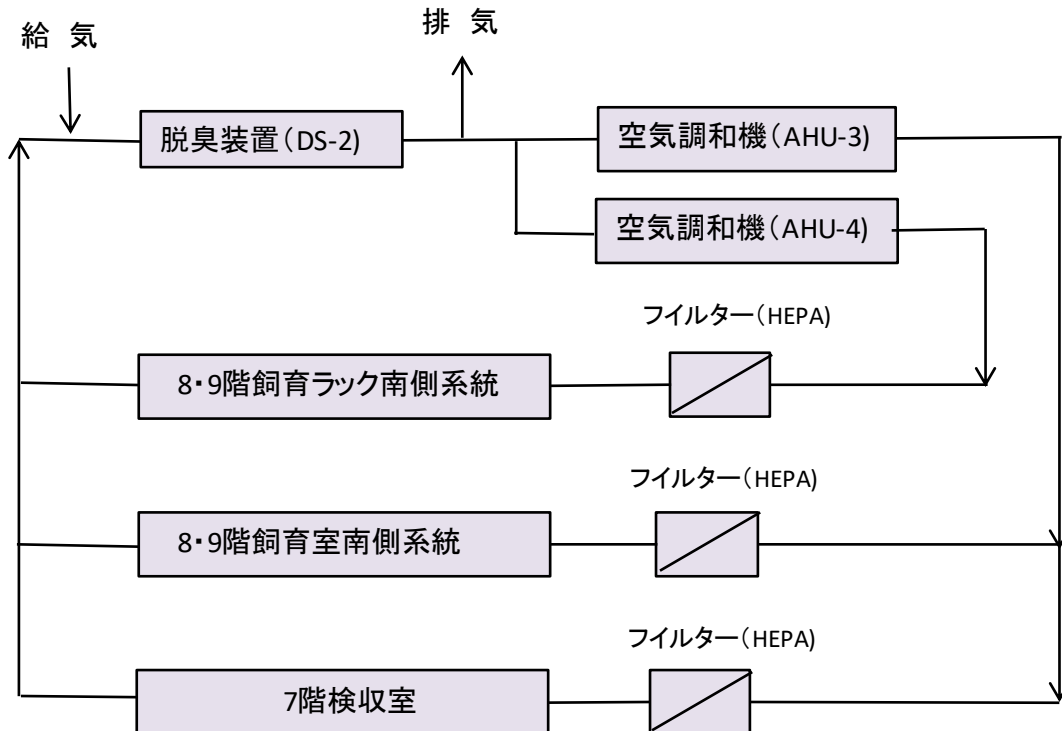 給 気
排 気
脱臭装置（DS-2）
空気調和機（AHU-3）
空気調和機（AHU-4）
フイルター（HEPA）
8・9階飼育ラック南側系統
フイルター（HEPA）
8・9階飼育室南側系統
フイルター（HEPA）
7階検収室